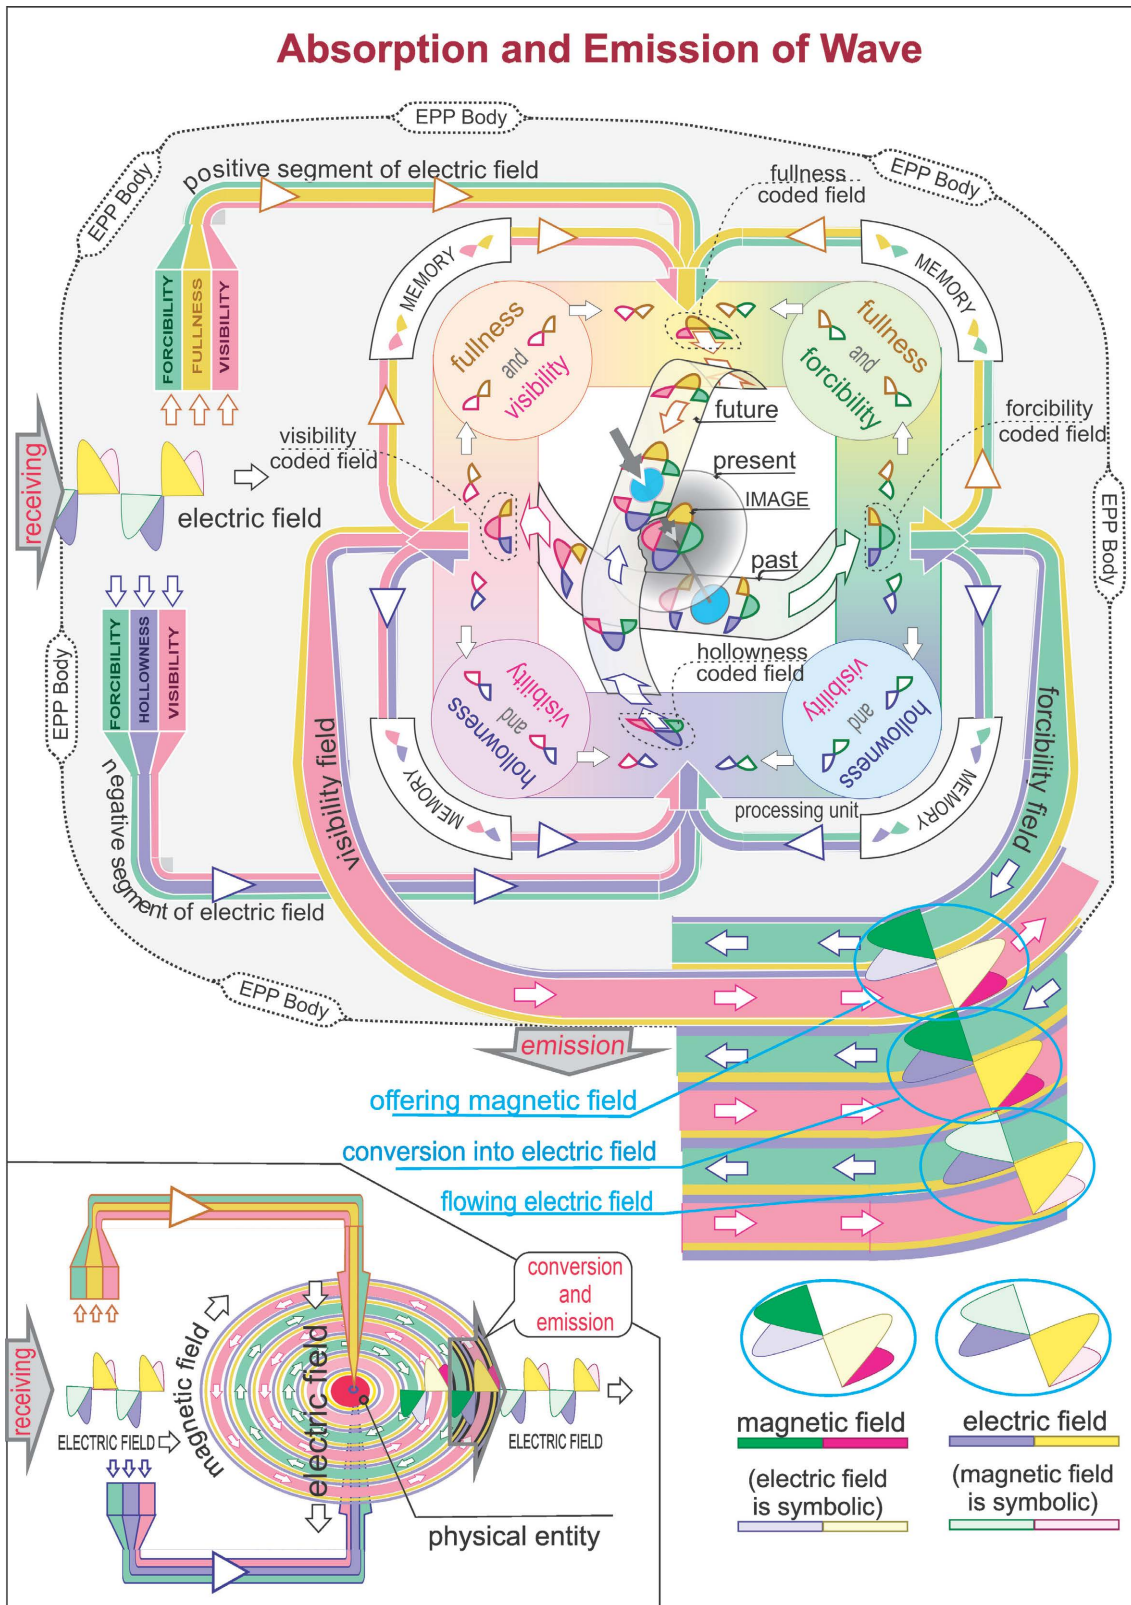 Absorption and Emission of Wave
EPP Body
EPP Body
EPP Body
positive segment of electric field
fullness
coded field
MEMORY
MEMORY
FORCIBILITY
FULLNESS
VISIBILITY
fullness
and
visibility
fullness
and
forcibility
future
visibility
coded field
forcibility
coded field
present
IMAGE
receiving
electric field
EPP Body
past
FORCIBILITY
HOLLOWNESS
VISIBILITY
EPP Body
hollowness
coded field
visibility
and
hollowness
visibility
and
hollowness
forcibility field
visibility field
MEMORY
MEMORY
processing unit
negative segment of electric field
EPP Body
emission
offering magnetic field
conversion into electric field
flowing electric field
conversion
and
emission
receiving
magnetic field
electric field
ELECTRIC FIELD
ELECTRIC FIELD
physical entity
magnetic field
electric field
(electric field
is symbolic)
(magnetic field
is symbolic)